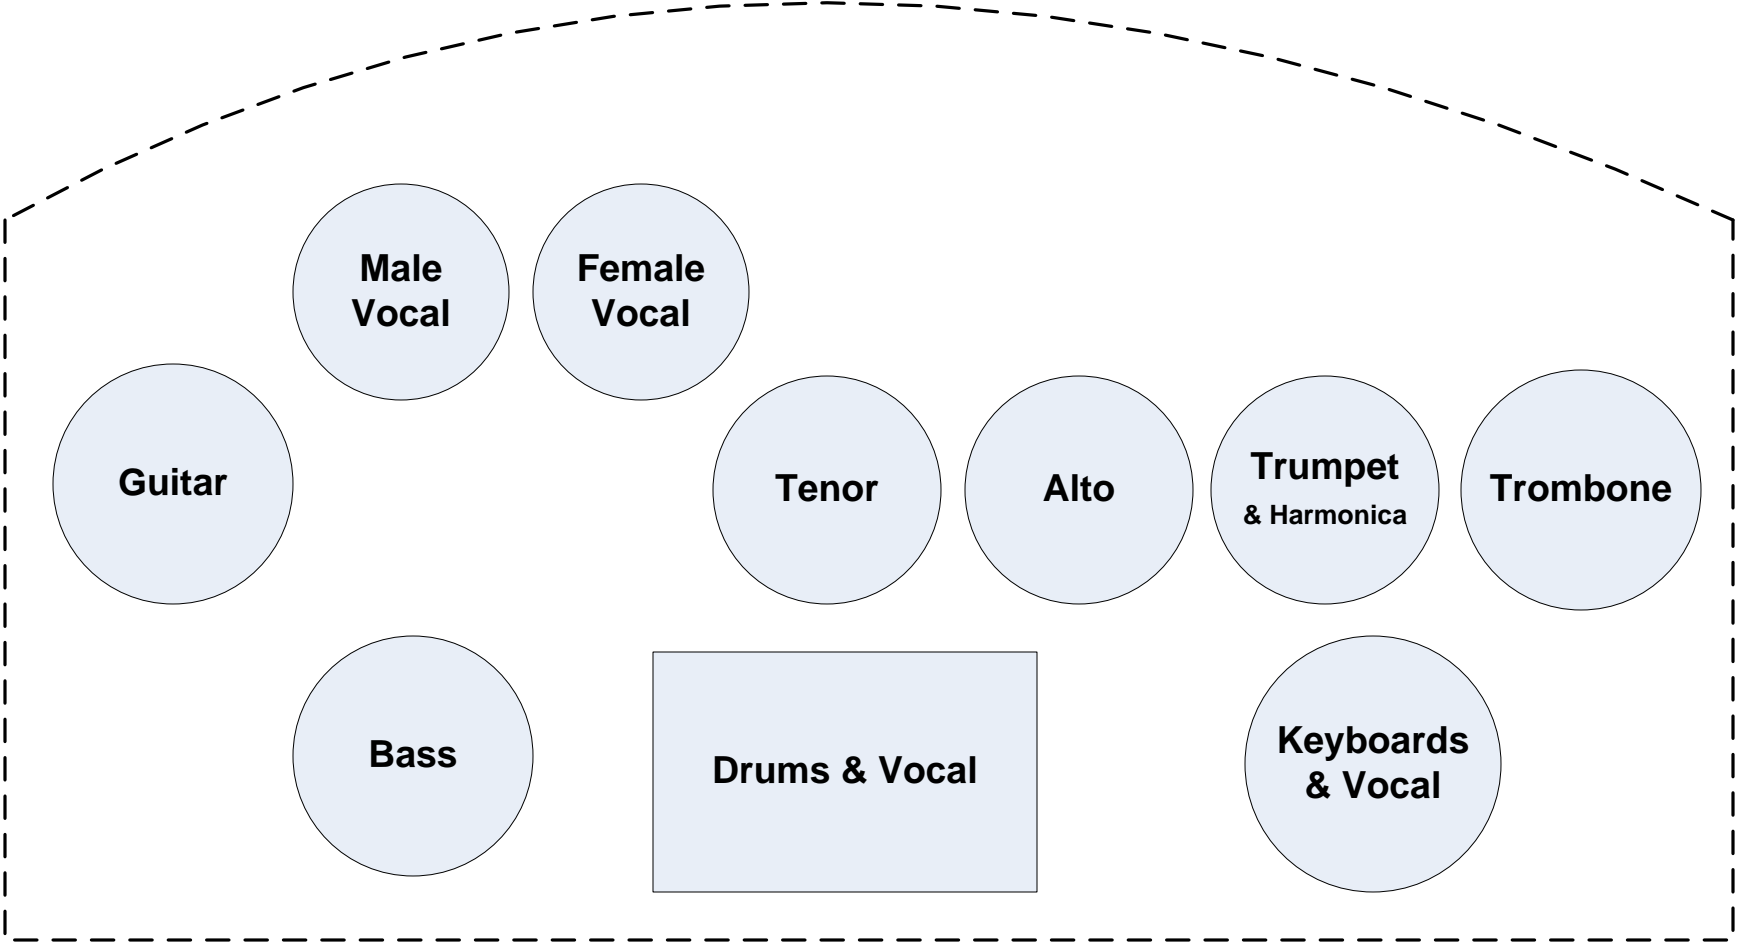 Male
Vocal
Female
Vocal
Guitar
Tenor
Alto
Trumpet
& Harmonica
Trombone
Bass
Drums & Vocal
Keyboards
& Vocal